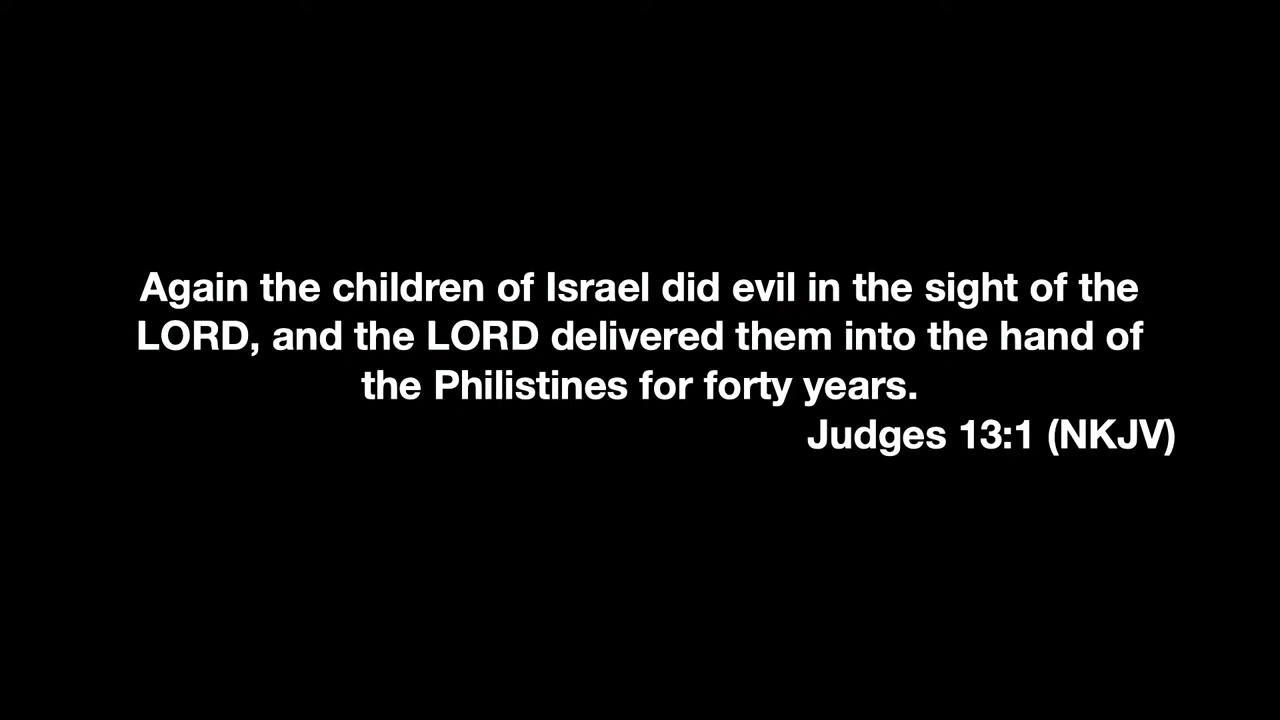 Again the children of Israel did evil in the sight of the
LORD, and the LORD delivered them into the hand of
the Philistines for forty years.
Judges 13:1 (NKJV)